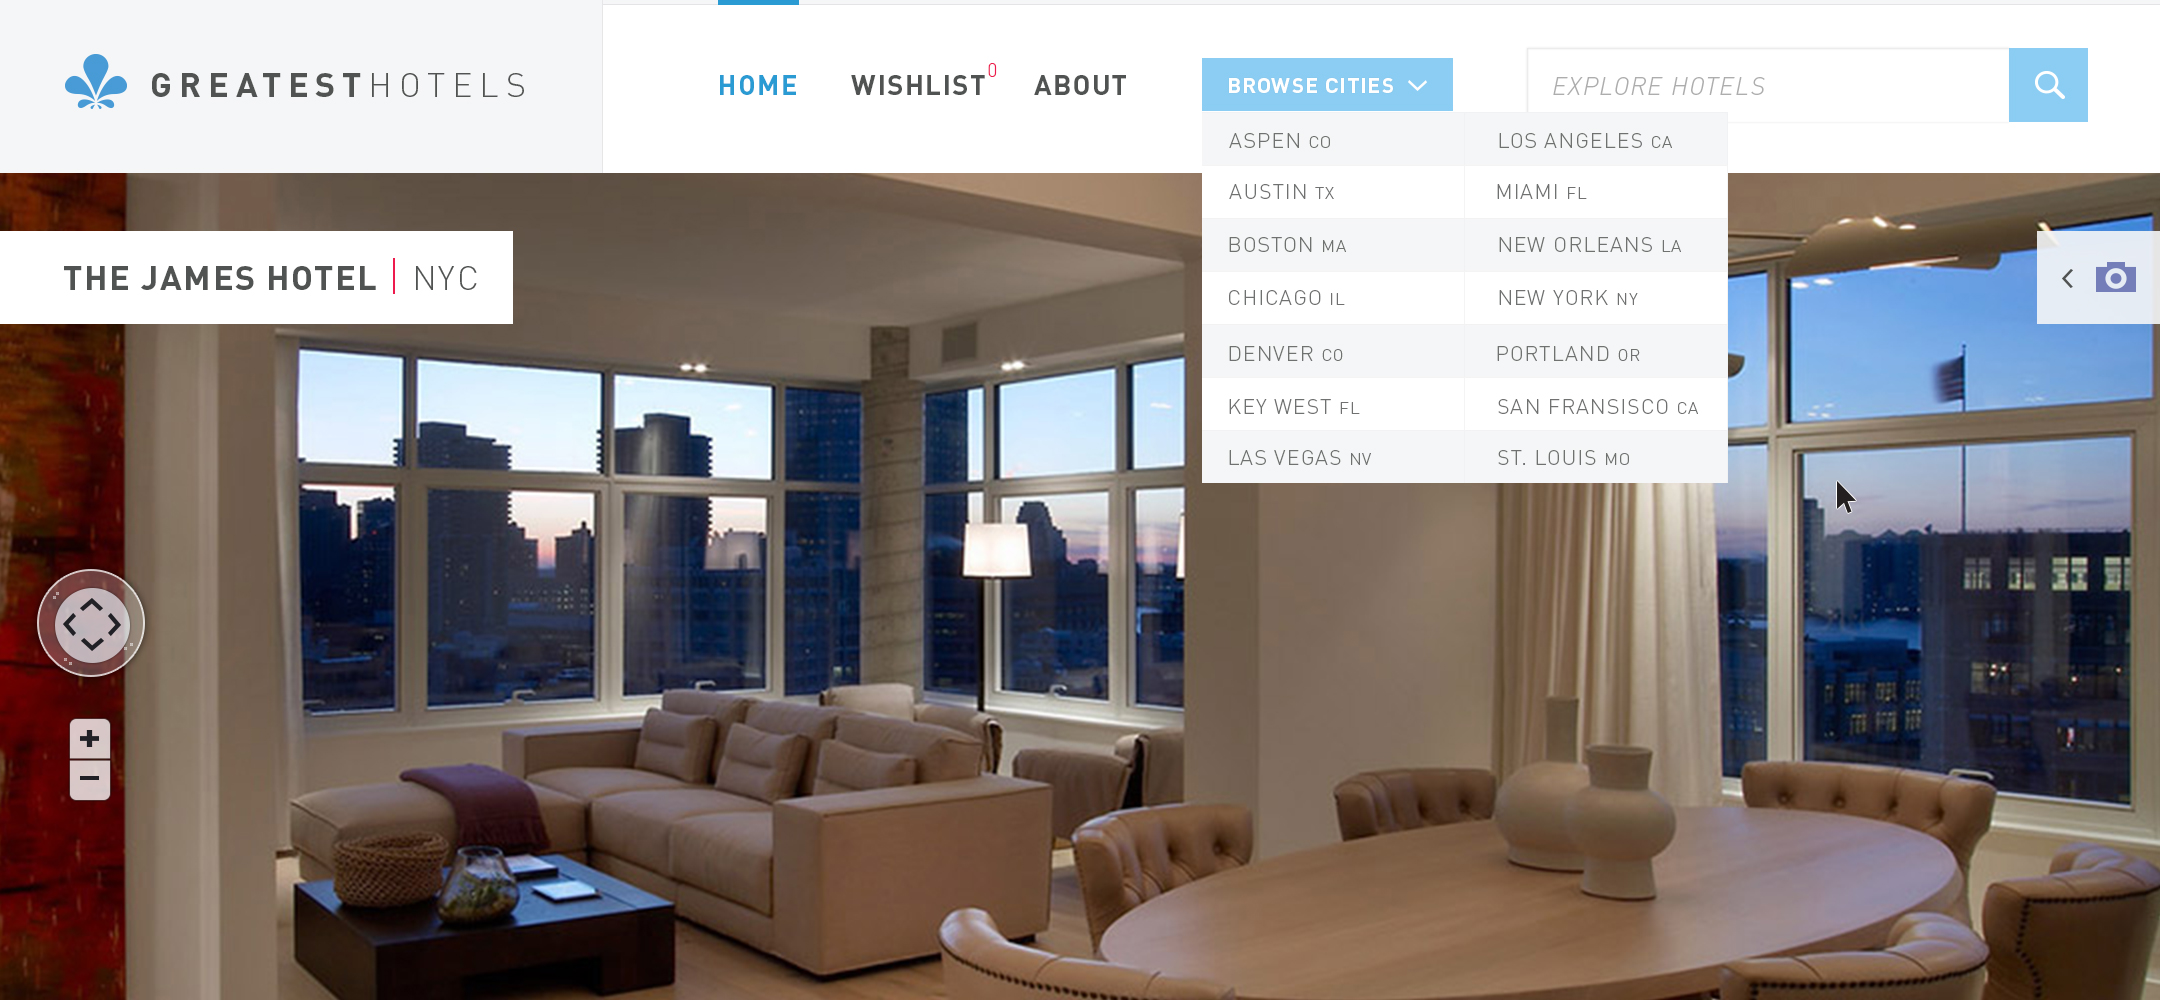 GREATESTHOTELS
HOME WISHLIST 0 ABOUT
BROWSE CITIES
EXPLORE HOTELS
ASPEN CO
LOS ANGELES CA
AUSTIN TX
MIAMI FL
BOSTON MA
NEW ORLEANS LA
CHICAGO IL
NEW YORK NY
DENVER CO
PORTLAND OR
KEY WEST FL
SAN FRANSISCO CA
LAS VEGAS NV
ST. LOUIS MO
THE JAMES HOTEL | NYC